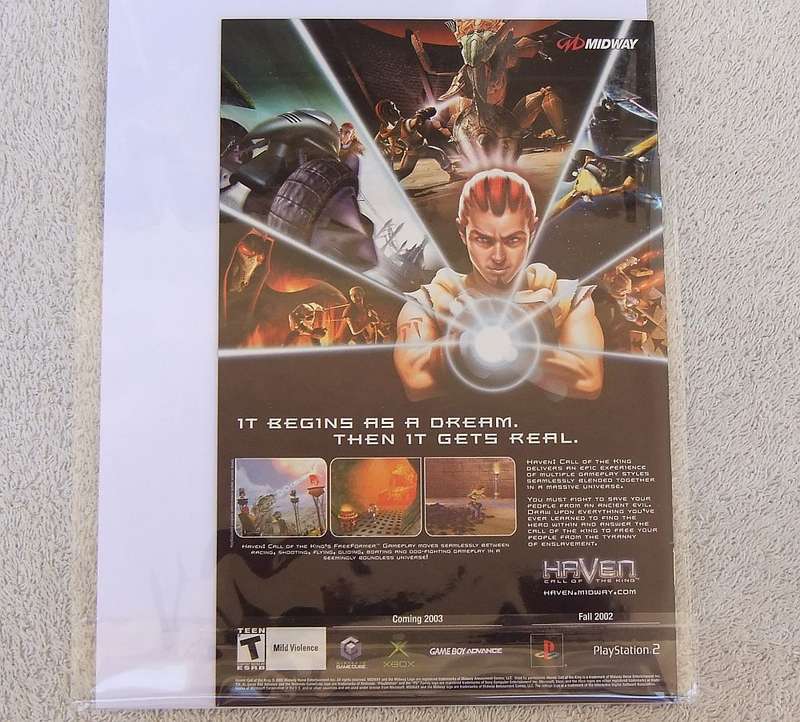 MIDWAY
IT BEGINS AS A DREAM.
THEN IT GETS REAL.
HAVEN: CALL OF THE KING
DELIVERS AN EPIC EXPERIENCE
OF MULTIPLE GAMEPLAY STYLES
SEAMLESSLY BLENDED TOGETHER
IN A MASSIVE UNIVERSE.
YOU MUST FIGHT TO SAVE YOUR
PEOPLE FROM AN ANCIENT EVIL.
DRAW UPON EVERYTHING YOU'VE
EVER LEARNED TO FIND THE
HERO WITHIN AND ANSWER THE
CALL OF THE KING TO FREE YOUR
PEOPLE FROM THE TYRANNY
OF ENSLAVEMENT.
HAVEN: CALL OF THE KING'S FREEFORMER™ GAMEPLAY MOVES SEAMLESSLY BETWEEN
RACING, SHOOTING, FLYING, GLIDING, BOATING AND GOD-FIGHTING GAMEPLAY IN A
SEEMINGLY BOUNDLESS UNIVERSE!
HAVEN
CALL OF THE KING™
HAVEN.MIDWAY.COM
Coming 2003
Fall 2002
TEEN
T
ESRB
Mild Violence
NINTENDO
GAMECUBE
XBOX
GAME BOY ADVANCE
PlayStation 2